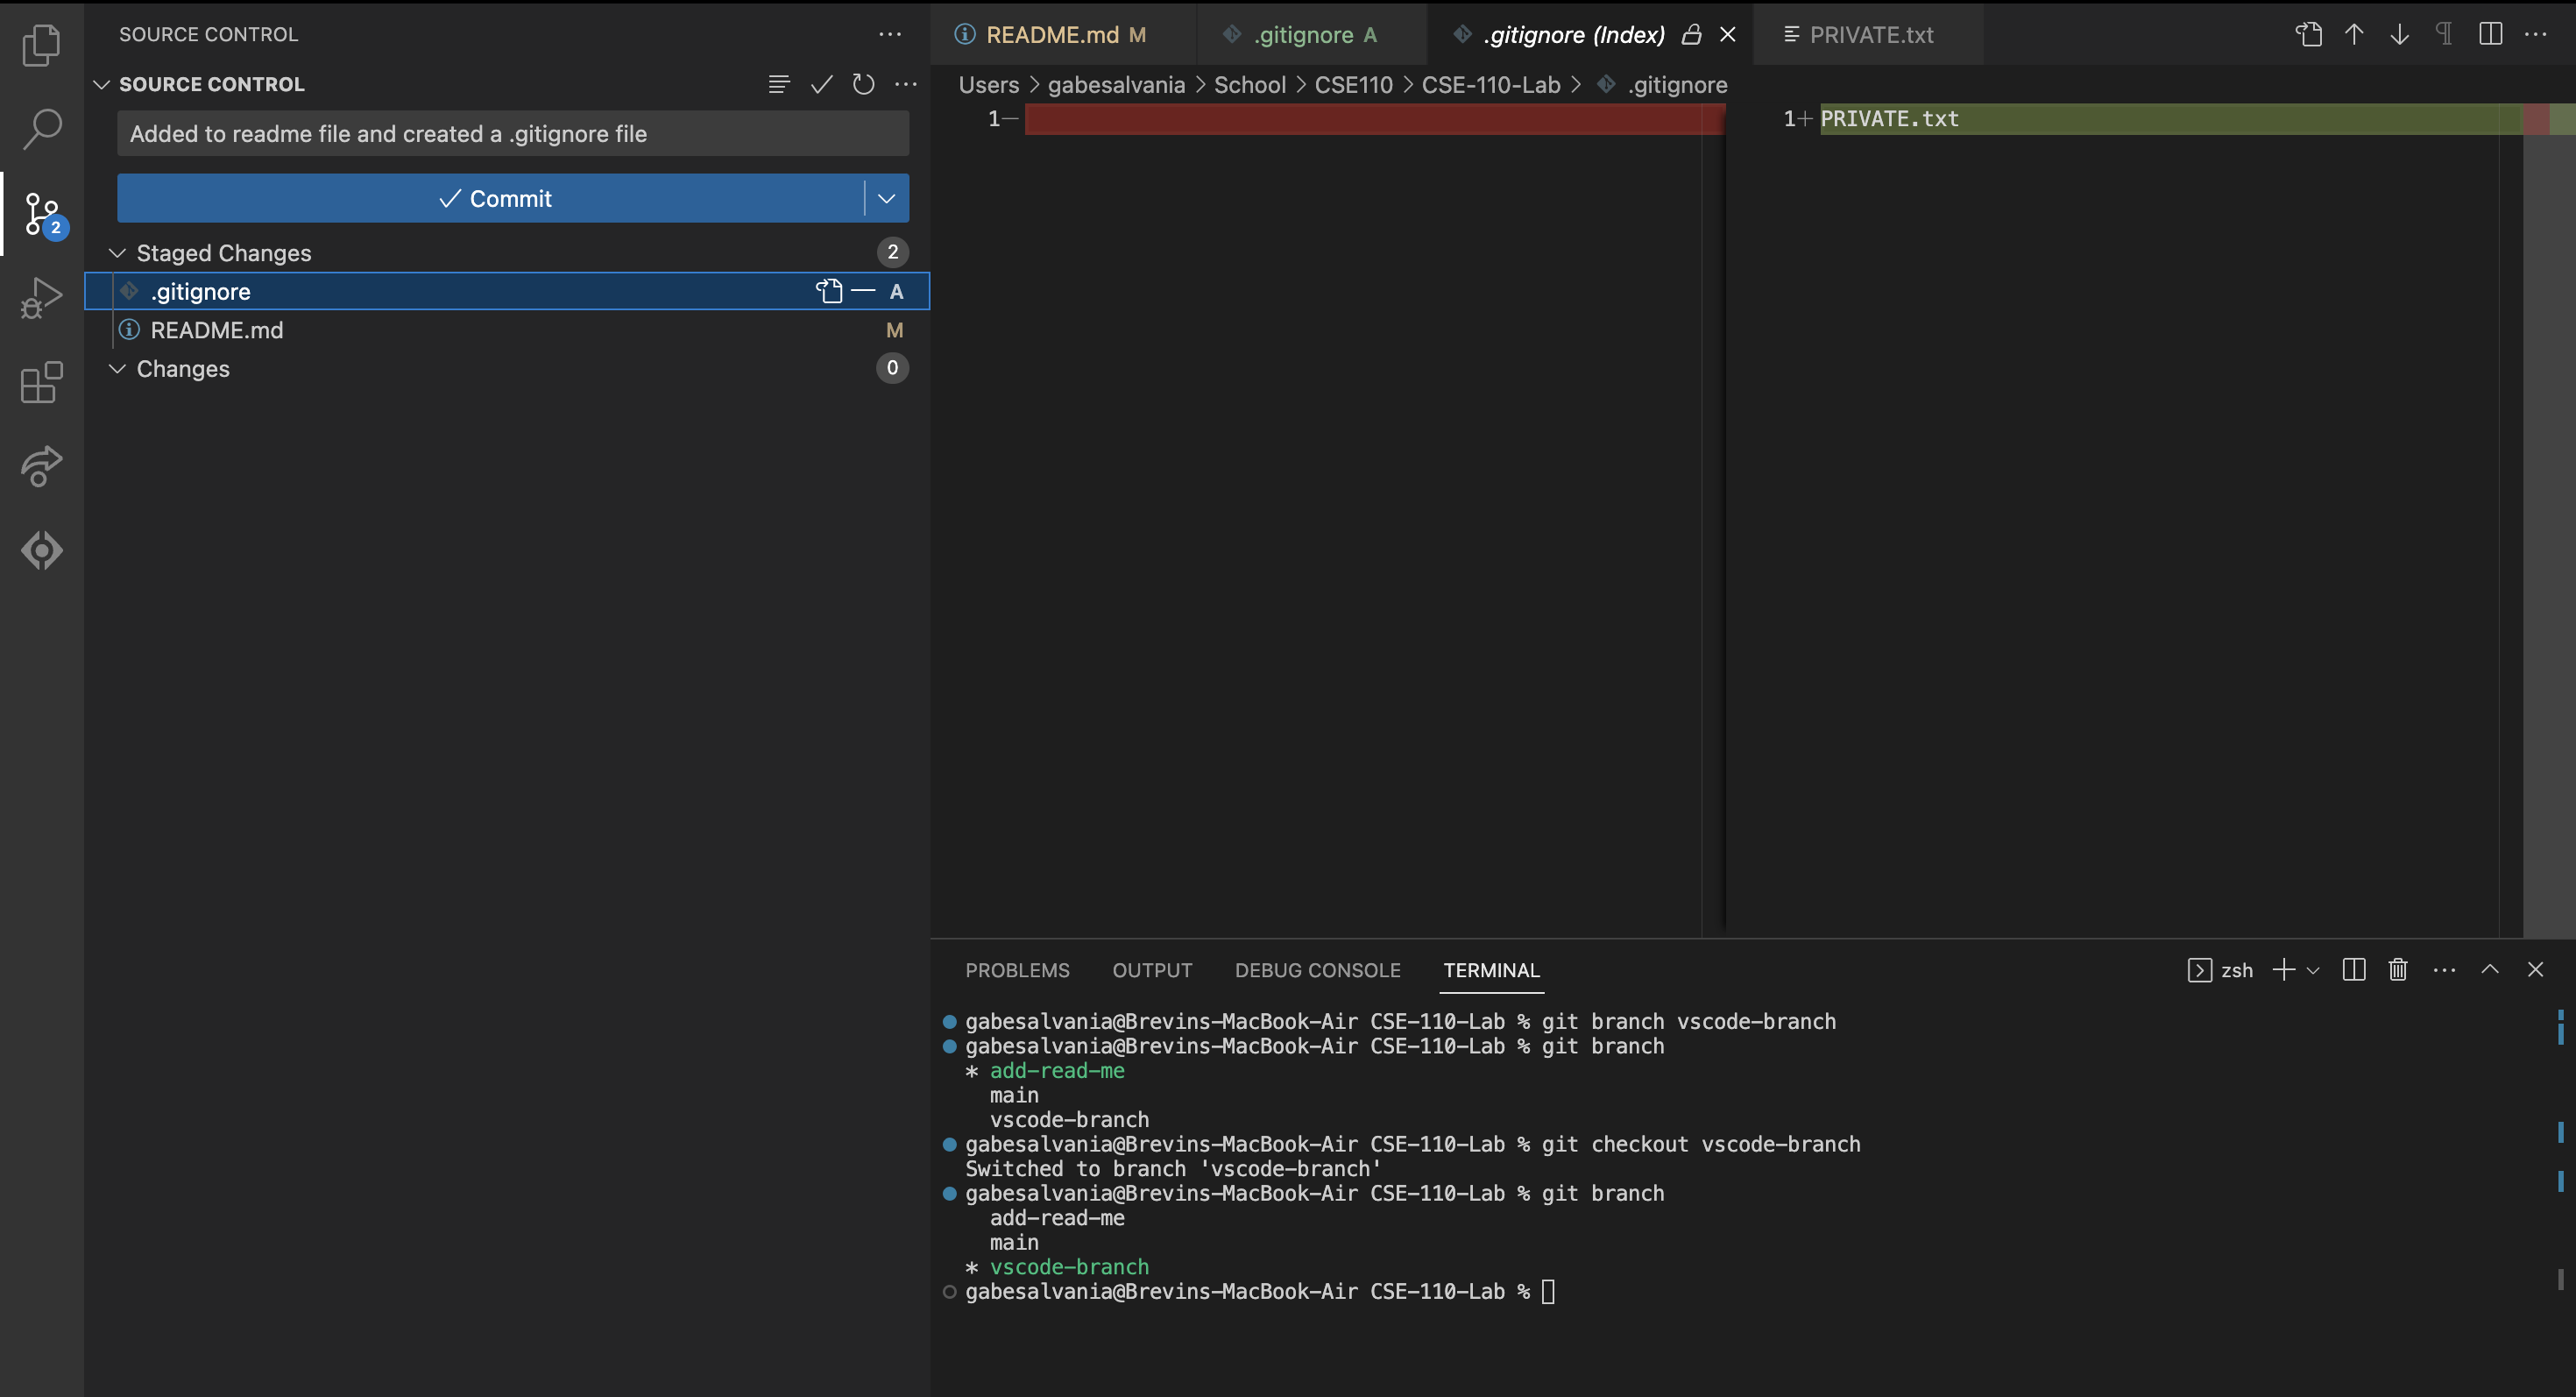 SOURCE CONTROL
SOURCE CONTROL
Added to readme file and created a .gitignore file
Commit
Staged Changes 2
.gitignore A
README.md M
Changes 0
2
README.md M
.gitignore A
.gitignore (Index)
PRIVATE.txt
Users > gabesalvania > School > CSE110 > CSE-110-Lab > .gitignore
1—
1+ PRIVATE.txt
PROBLEMS OUTPUT DEBUG CONSOLE TERMINAL
zsh
gabesalvania@Brevins-MacBook-Air CSE-110-Lab % git branch vscode-branch
gabesalvania@Brevins-MacBook-Air CSE-110-Lab % git branch
* add-read-me
main
vscode-branch
gabesalvania@Brevins-MacBook-Air CSE-110-Lab % git checkout vscode-branch
Switched to branch 'vscode-branch'
gabesalvania@Brevins-MacBook-Air CSE-110-Lab % git branch
add-read-me
main
* vscode-branch
gabesalvania@Brevins-MacBook-Air CSE-110-Lab %